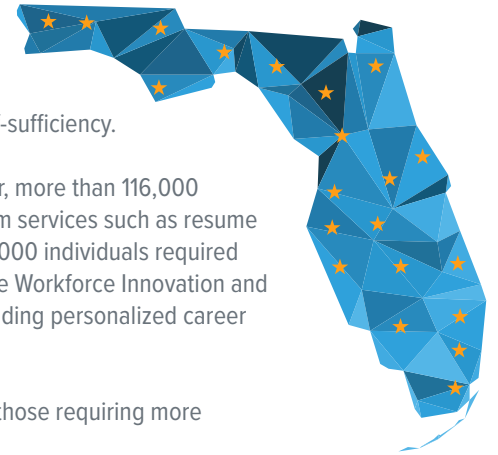 -sufficiency.
, more than 116,000
m services such as resume
000 individuals required
e Workforce Innovation and
ding personalized career
those requiring more